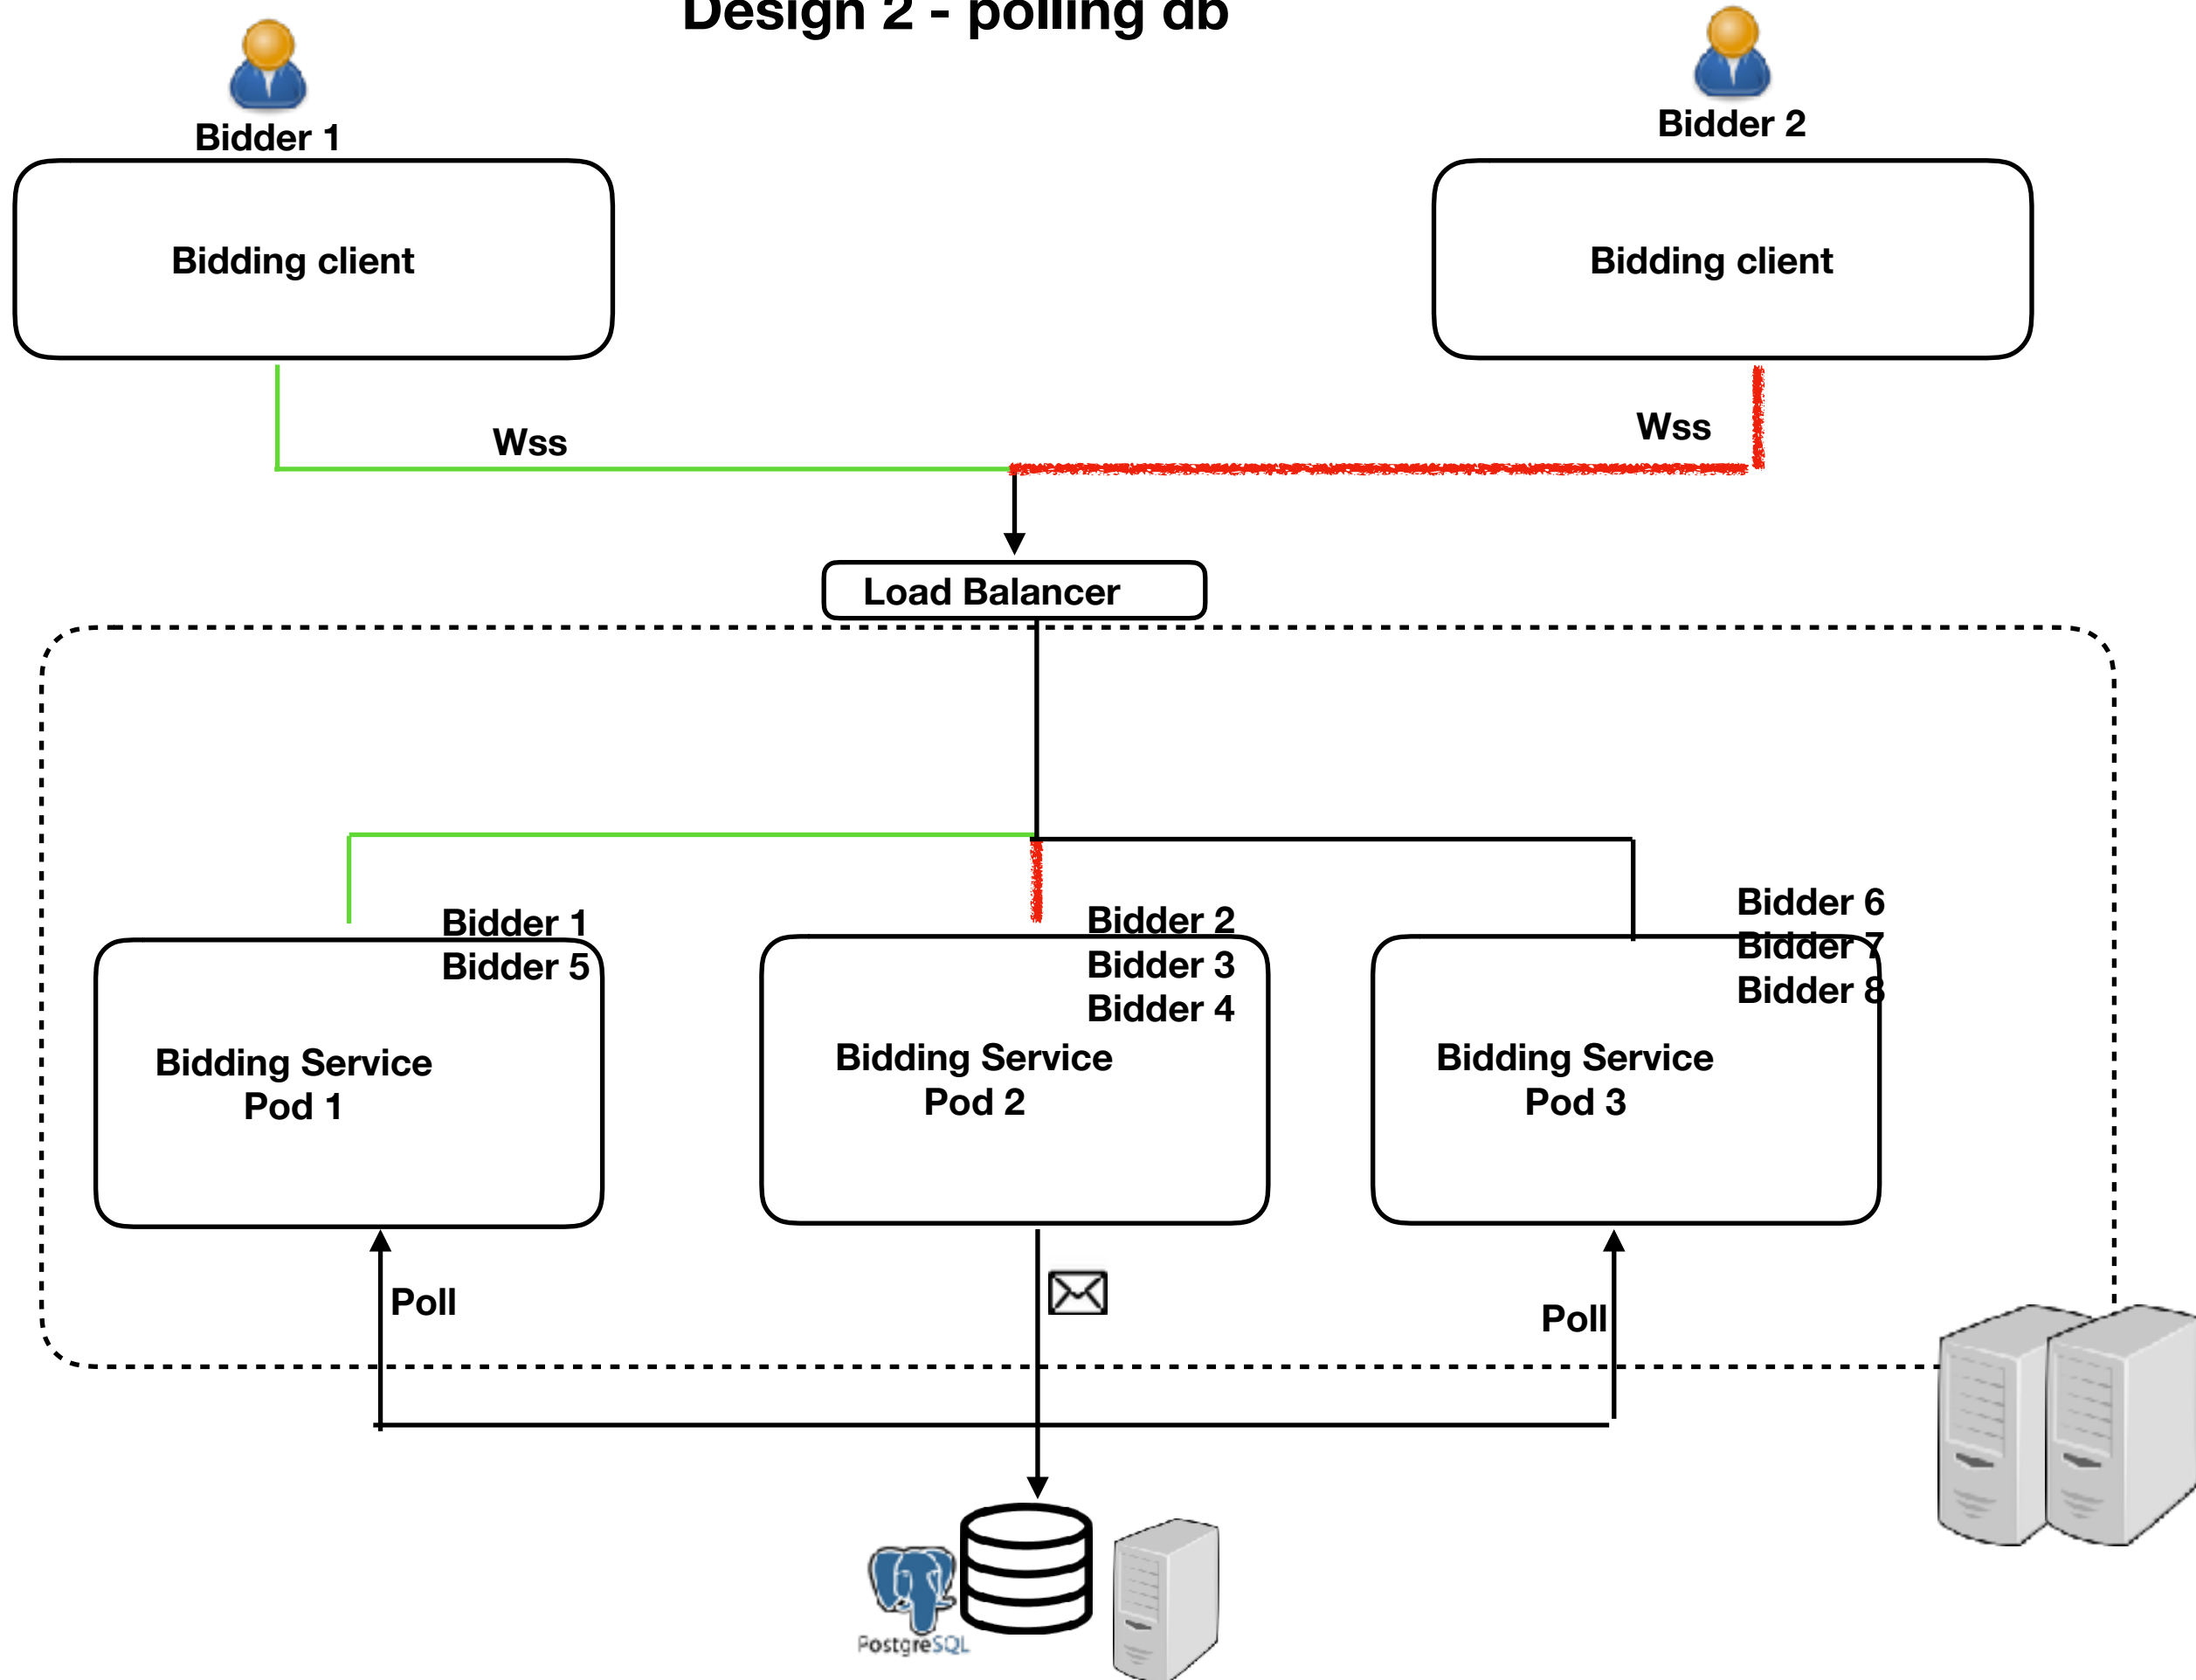 Design 2 - polling db
Bidder 1
Bidder 2
Bidding client
Bidding client
Wss
Wss
Load Balancer
Bidder 1
Bidder 5
Bidder 2
Bidder 3
Bidder 4
Bidder 6
Bidder 7
Bidder 8
Bidding Service
Pod 1
Bidding Service
Pod 2
Bidding Service
Pod 3
Poll
Poll
PostgreSQL